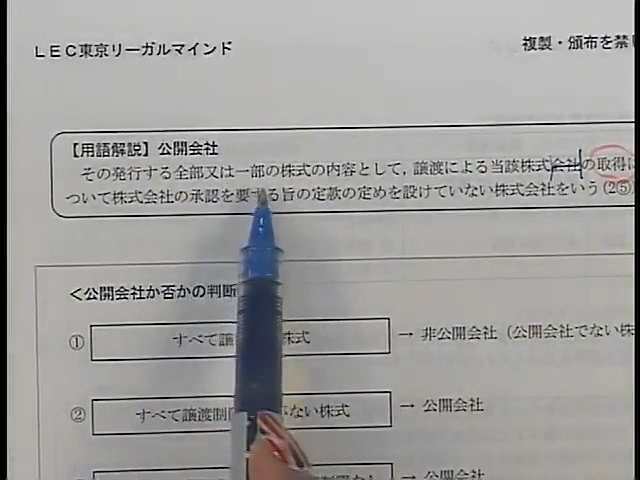 LEC東京リーガルマインド
複製・頒布を禁
【用語解説】公開会社
その発行する全部又は一部の株式の内容として，譲渡による当該株式会社の取得に
ついて株式会社の承認を要する旨の定款の定めを設けていない株式会社をいう（2⑤）
＜公開会社か否かの判断
① すべて譲 株式 → 非公開会社（公開会社でない株
② すべて譲渡制 ない株式 → 公開会社
→ 公開会社